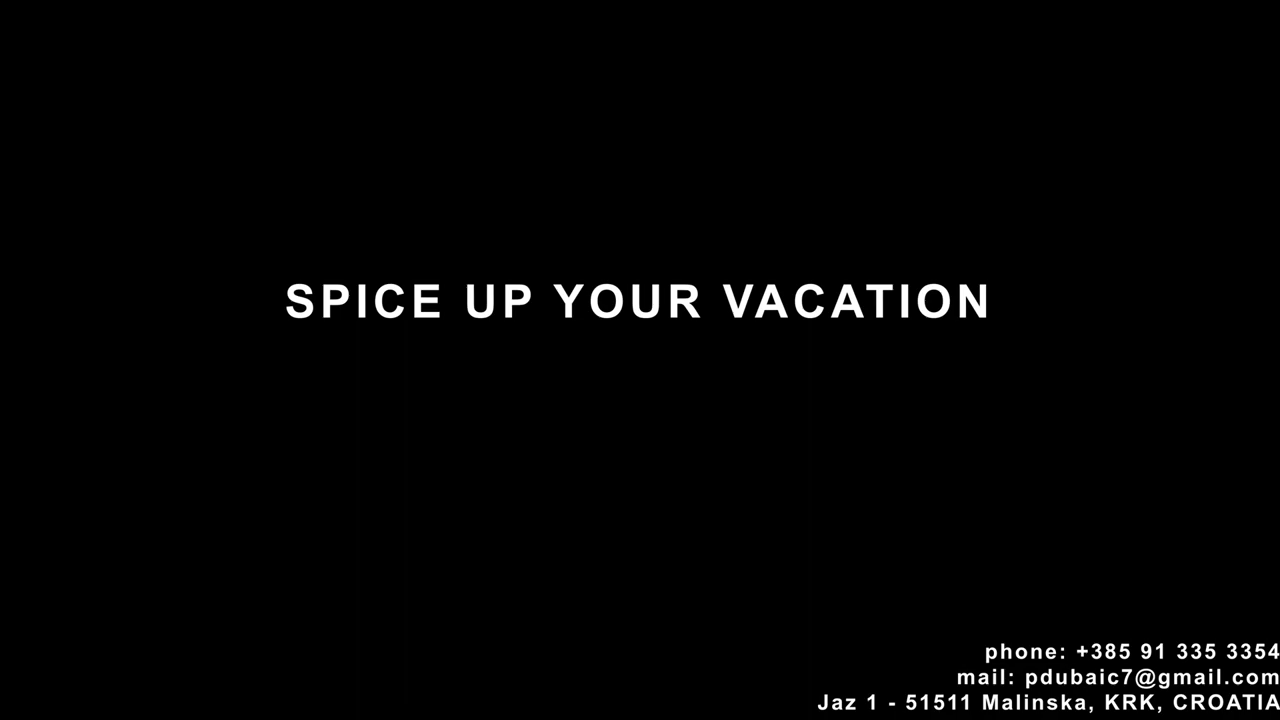 SPICE UP YOUR VACATION
phone: +385 91 335 3354
mail: pdubaic7@gmail.com
Jaz 1 - 51511 Malinska, KRK, CROATIA